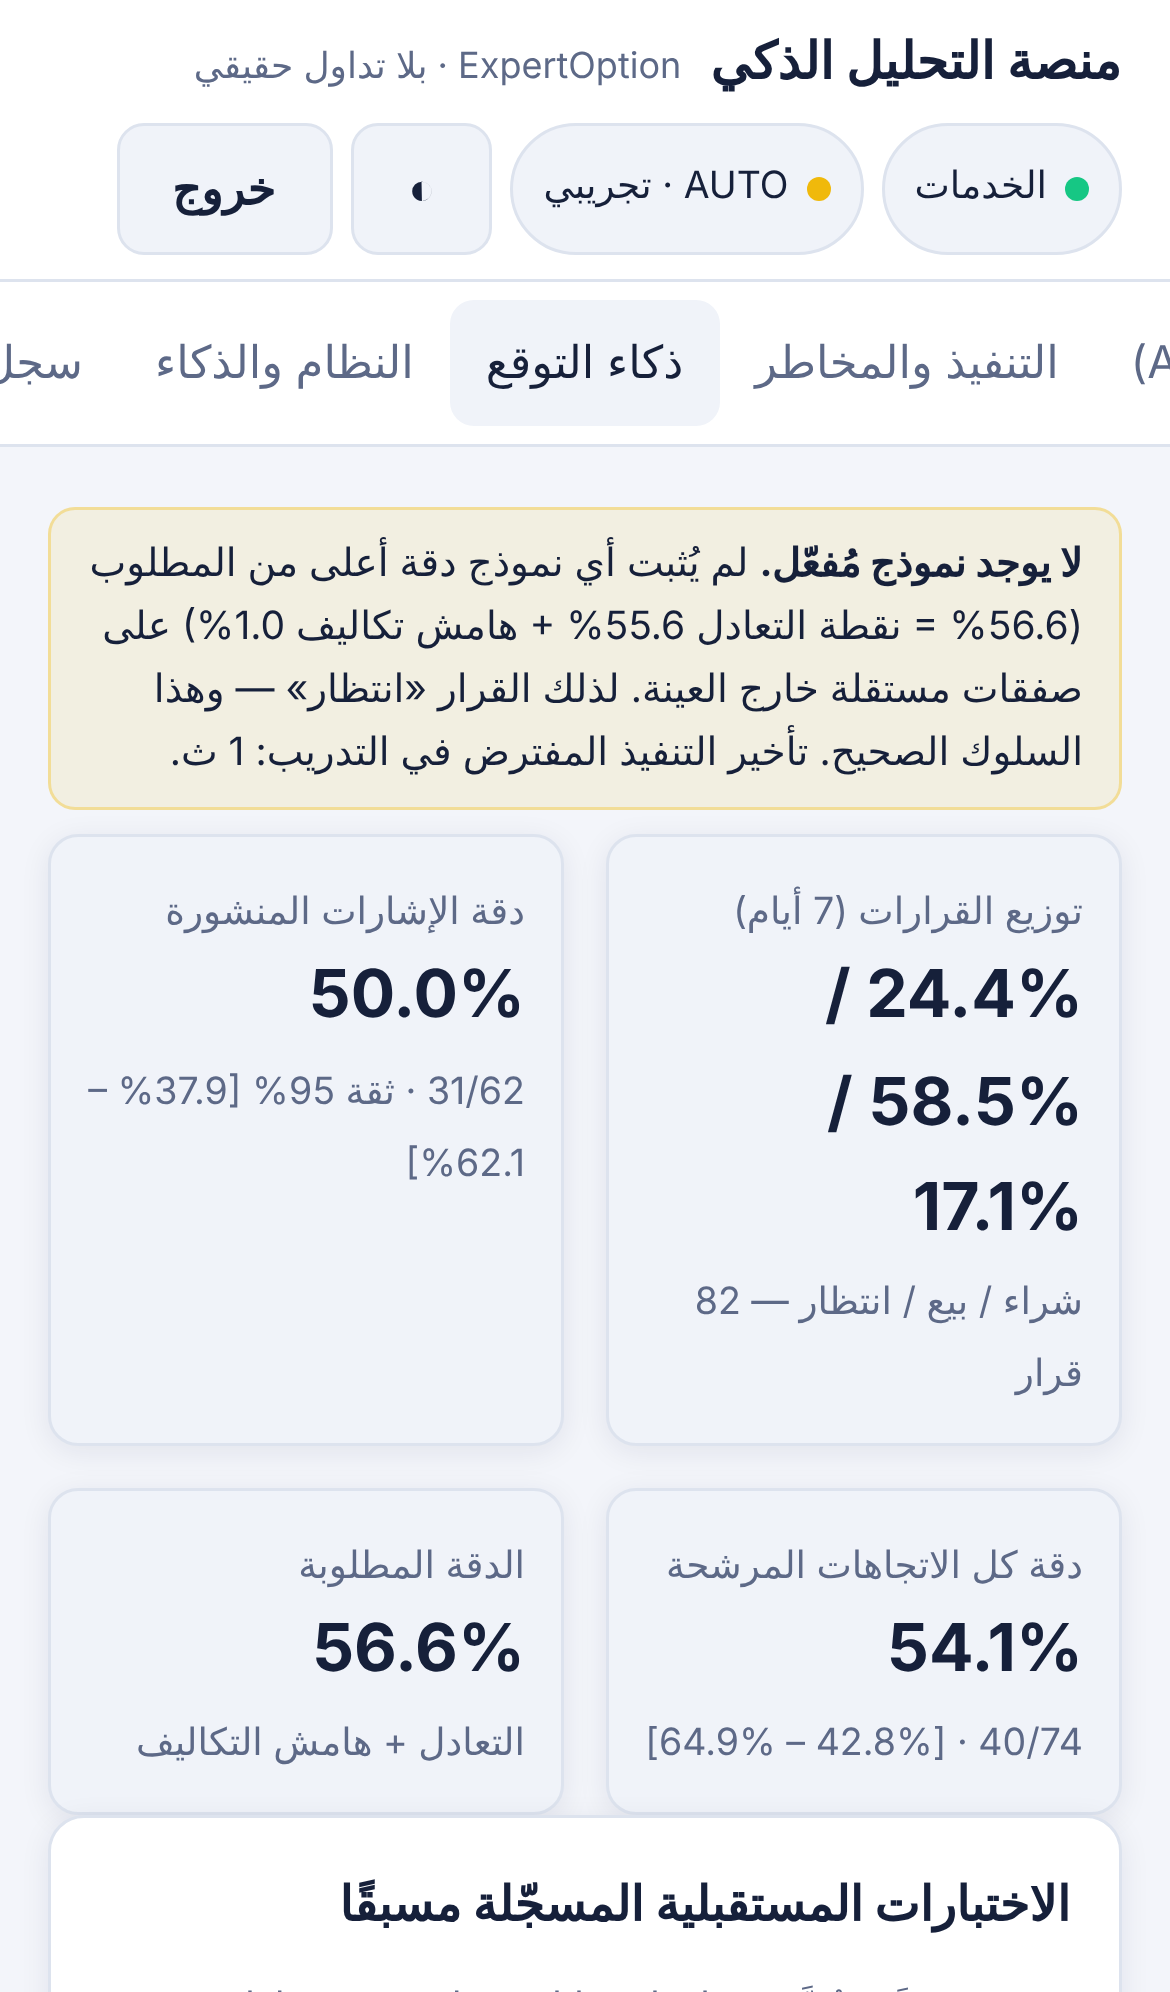 منصة التحليل الذكي ExpertOption · بلا تداول حقيقي
الخدمات
AUTO · تجريبي
خروج
(A
التنفيذ والمخاطر
ذكاء التوقع
النظام والذكاء
سجل
لا يوجد نموذج مُفعّل. لم يُثبت أي نموذج دقة أعلى من المطلوب
(56.6% = نقطة التعادل 55.6% + هامش تكاليف 1.0%) على
صفقات مستقلة خارج العينة. لذلك القرار «انتظار» — وهذا
السلوك الصحيح. تأخير التنفيذ المفترض في التدريب: 1 ث.
توزيع القرارات (7 أيام)
24.4% /
58.5% /
17.1%
شراء / بيع / انتظار — 82
قرار
دقة الإشارات المنشورة
50.0%
31/62 · ثقة 95% [37.9% –
62.1%]
دقة كل الاتجاهات المرشحة
54.1%
40/74 · [42.8% – 64.9%]
الدقة المطلوبة
56.6%
التعادل + هامش التكاليف
الاختبارات المستقبلية المسجّلة مسبقًا